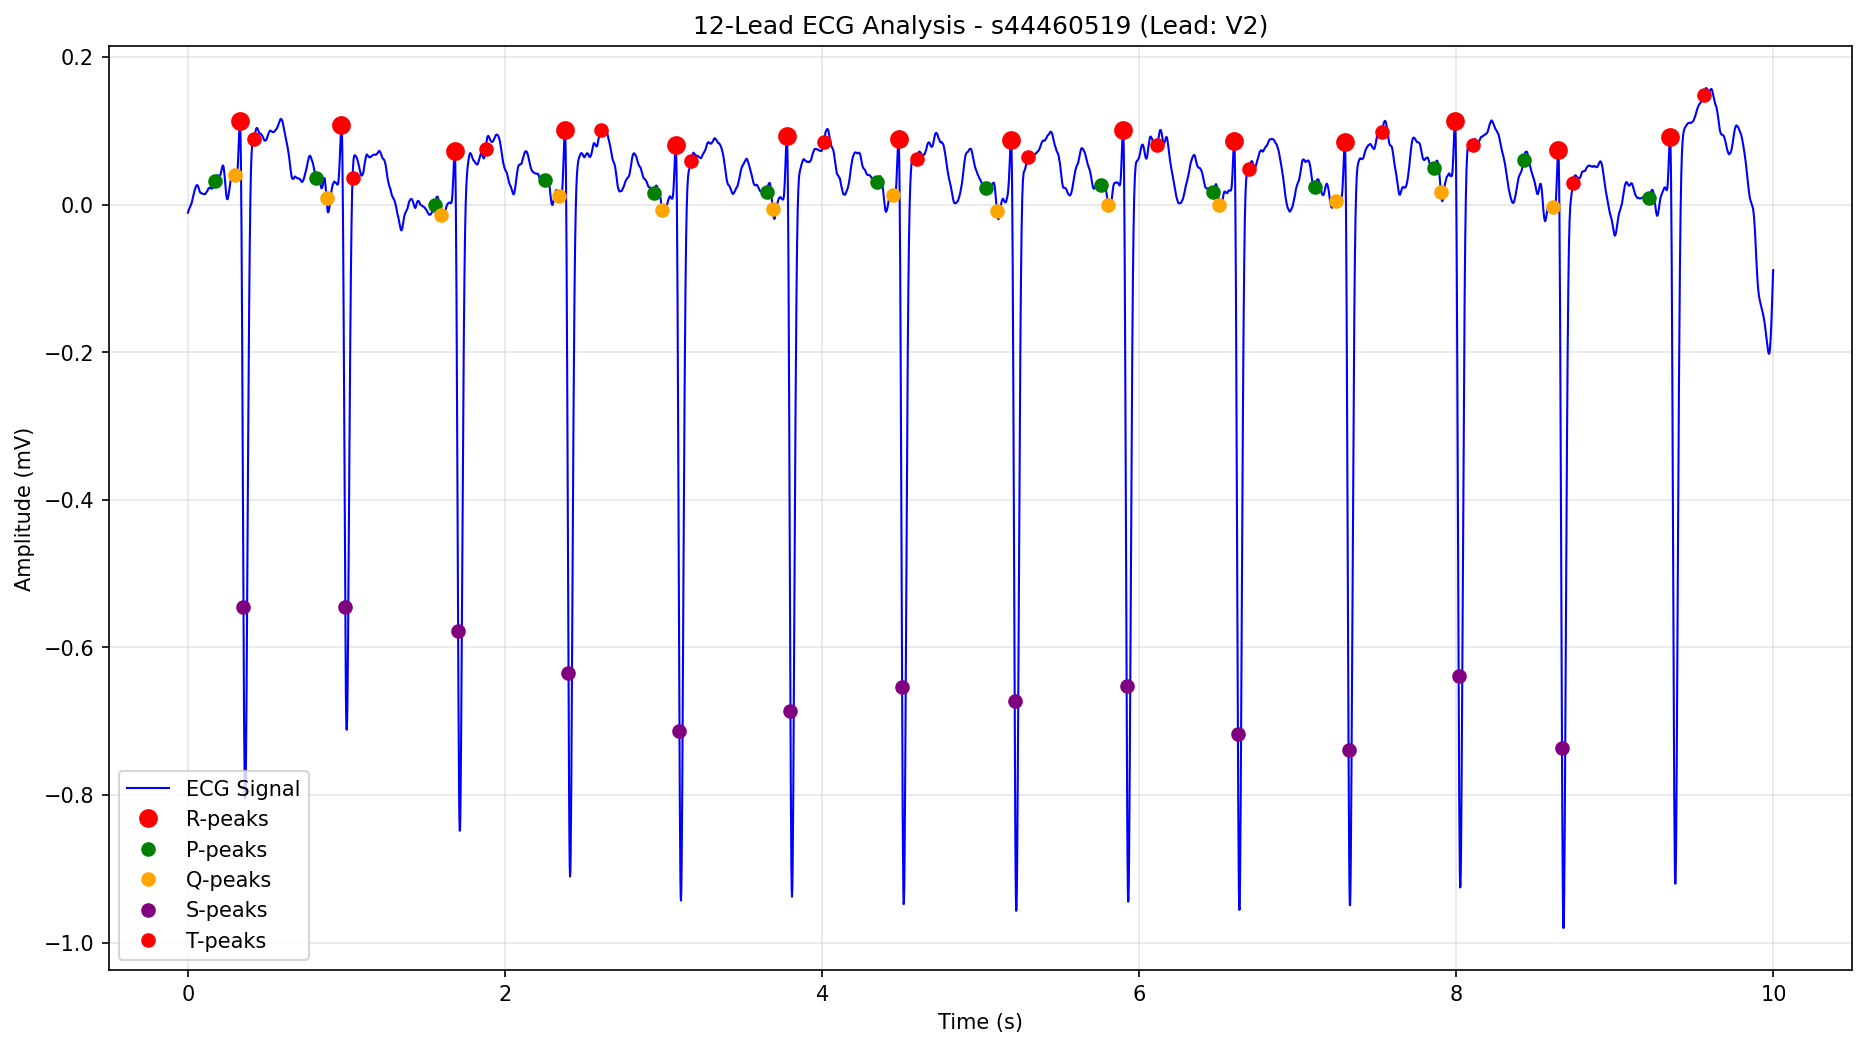 12-Lead ECG Analysis - s44460519 (Lead: V2)
0.2
0.0
−0.2
−0.4
−0.6
−0.8
−1.0
Amplitude (mV)
ECG Signal
R-peaks
P-peaks
Q-peaks
S-peaks
T-peaks
0 2 4 6 8 10
Time (s)